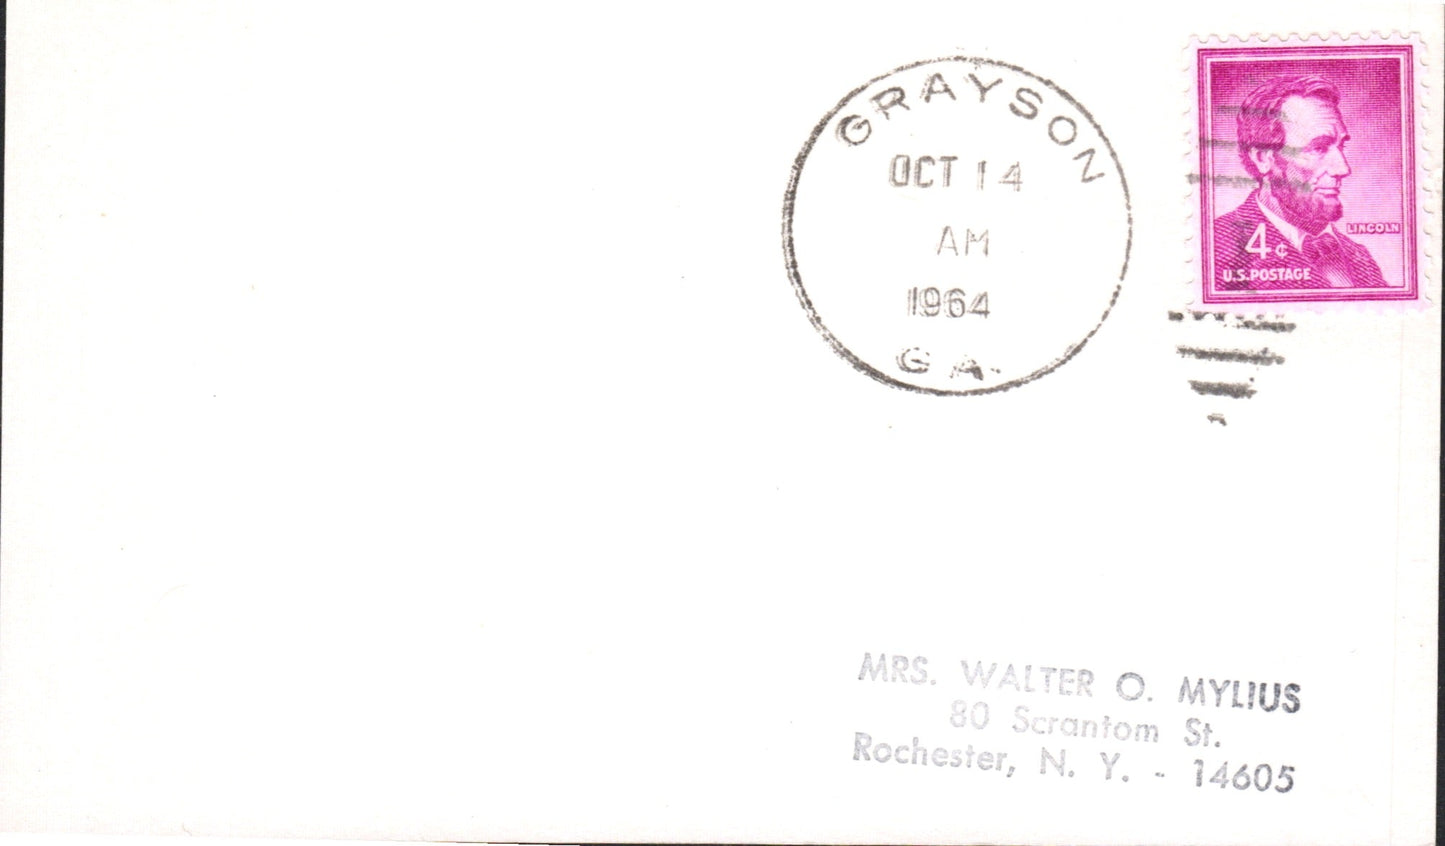 GRAYSON
OCT 14
AM
1964
GA.
LINCOLN
4¢
U.S. POSTAGE
MRS. WALTER O. MYLIUS
80 Scrantom St.
Rochester, N. Y. - 14605